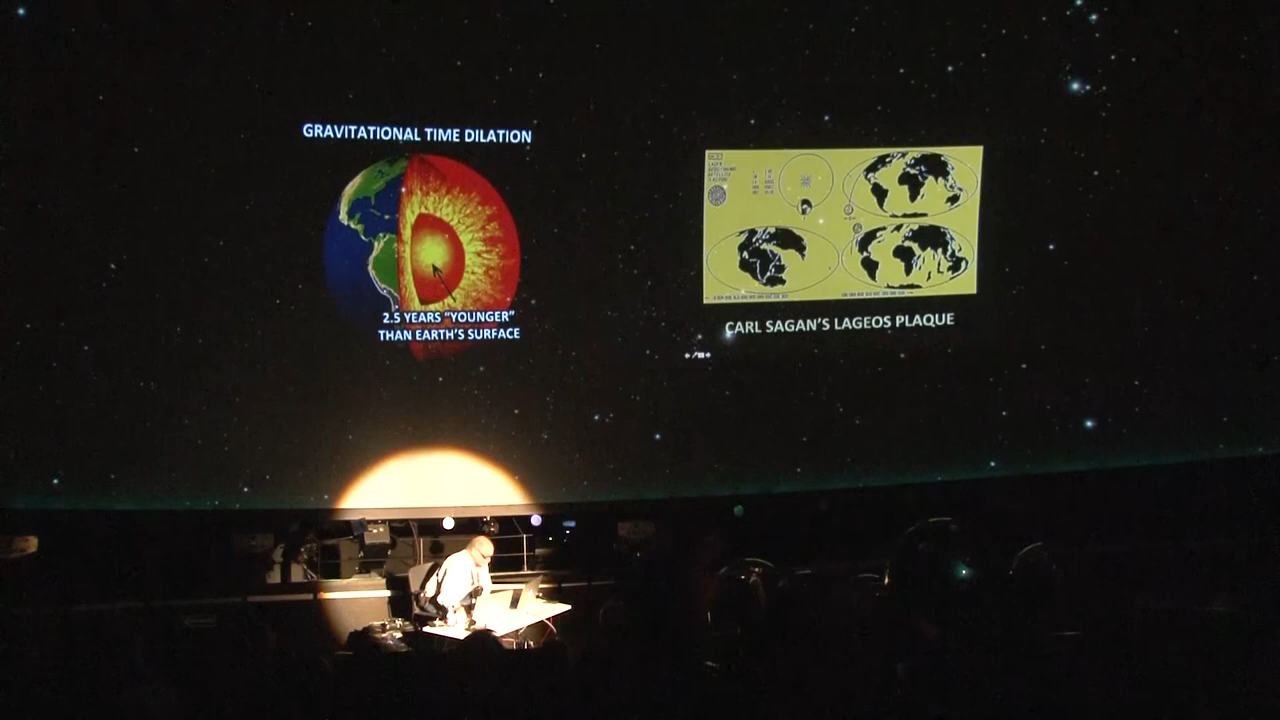 GRAVITATIONAL TIME DILATION
2.5 YEARS “YOUNGER”
THAN EARTH’S SURFACE
CARL SAGAN’S LAGEOS PLAQUE